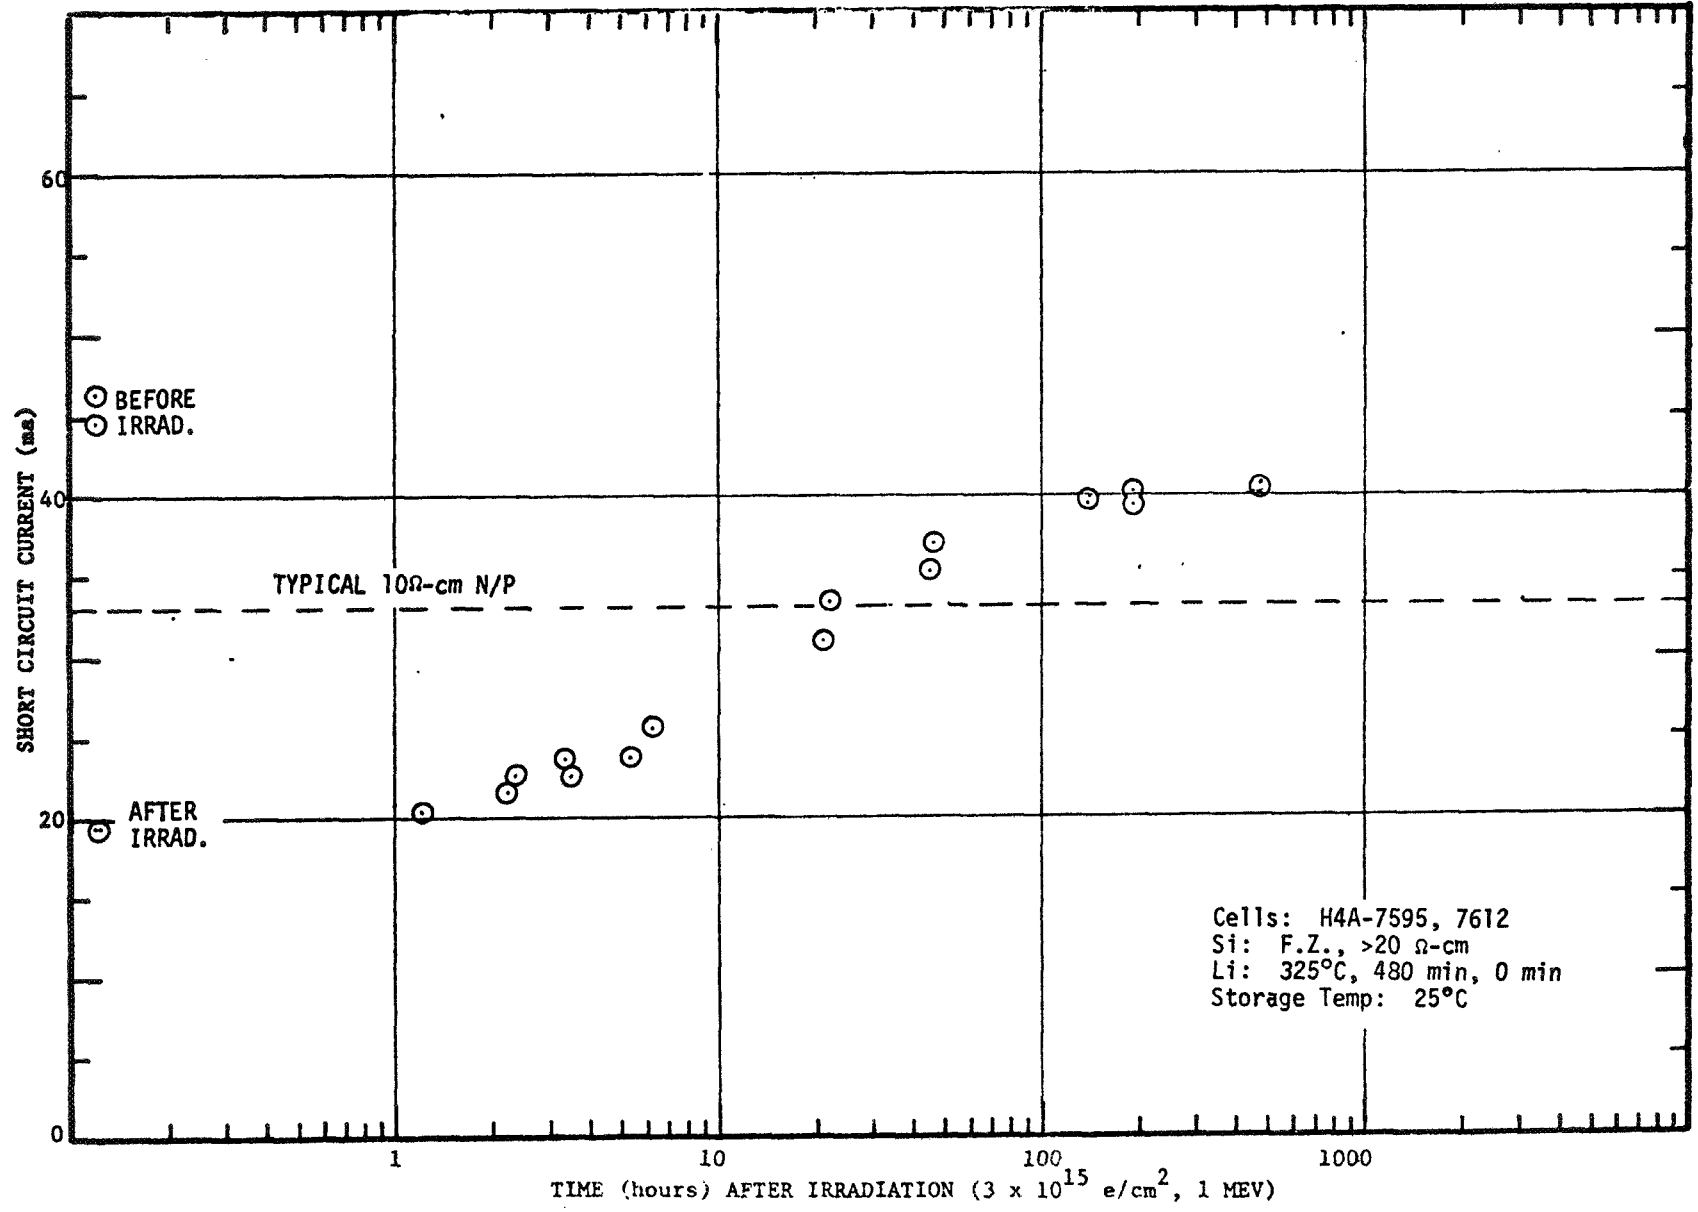 60
BEFORE
IRRAD.
SHORT CIRCUIT CURRENT (ma)
40
TYPICAL 10Ω-cm N/P
20
AFTER
IRRAD.
Cells: H4A-7595, 7612
Si: F.Z., >20 Ω-cm
Li: 325°C, 480 min, 0 min
Storage Temp: 25°C
0
1 10 100 1000
TIME (hours) AFTER IRRADIATION (3 x 10¹⁵ e/cm², 1 MEV)